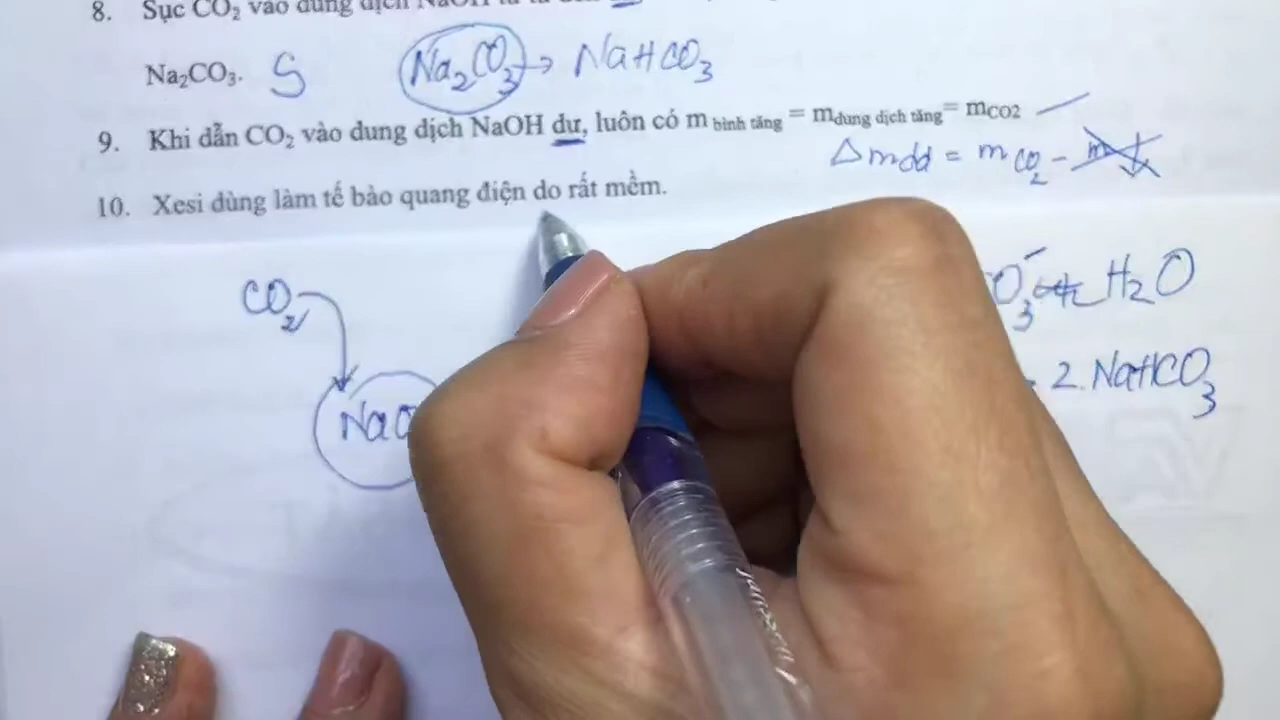 8. Sục CO₂ vào dung dịch NaOH
Na₂CO₃. S Na₂CO₃ → NaHCO₃
9. Khi dẫn CO₂ vào dung dịch NaOH dư, luôn có m bình tăng = m dung dịch tăng = mCO2
Δmdd = mCO₂ - m↓
10. Xesi dùng làm tế bào quang điện do rất mềm.
CO₂
O₃⁻ + H₂O
2.NaHCO₃
NaO